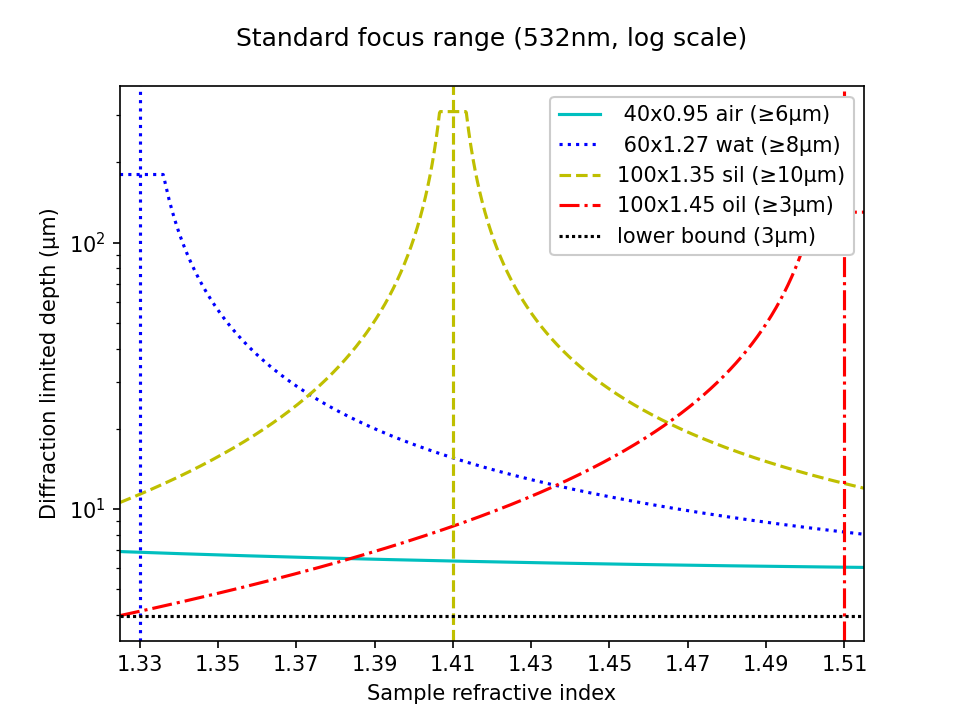 Standard focus range (532nm, log scale)
40x0.95 air (≥6μm)
60x1.27 wat (≥8μm)
100x1.35 sil (≥10μm)
100x1.45 oil (≥3μm)
lower bound (3μm)
Diffraction limited depth (μm)
10²
10¹
1.33 1.35 1.37 1.39 1.41 1.43 1.45 1.47 1.49 1.51
Sample refractive index